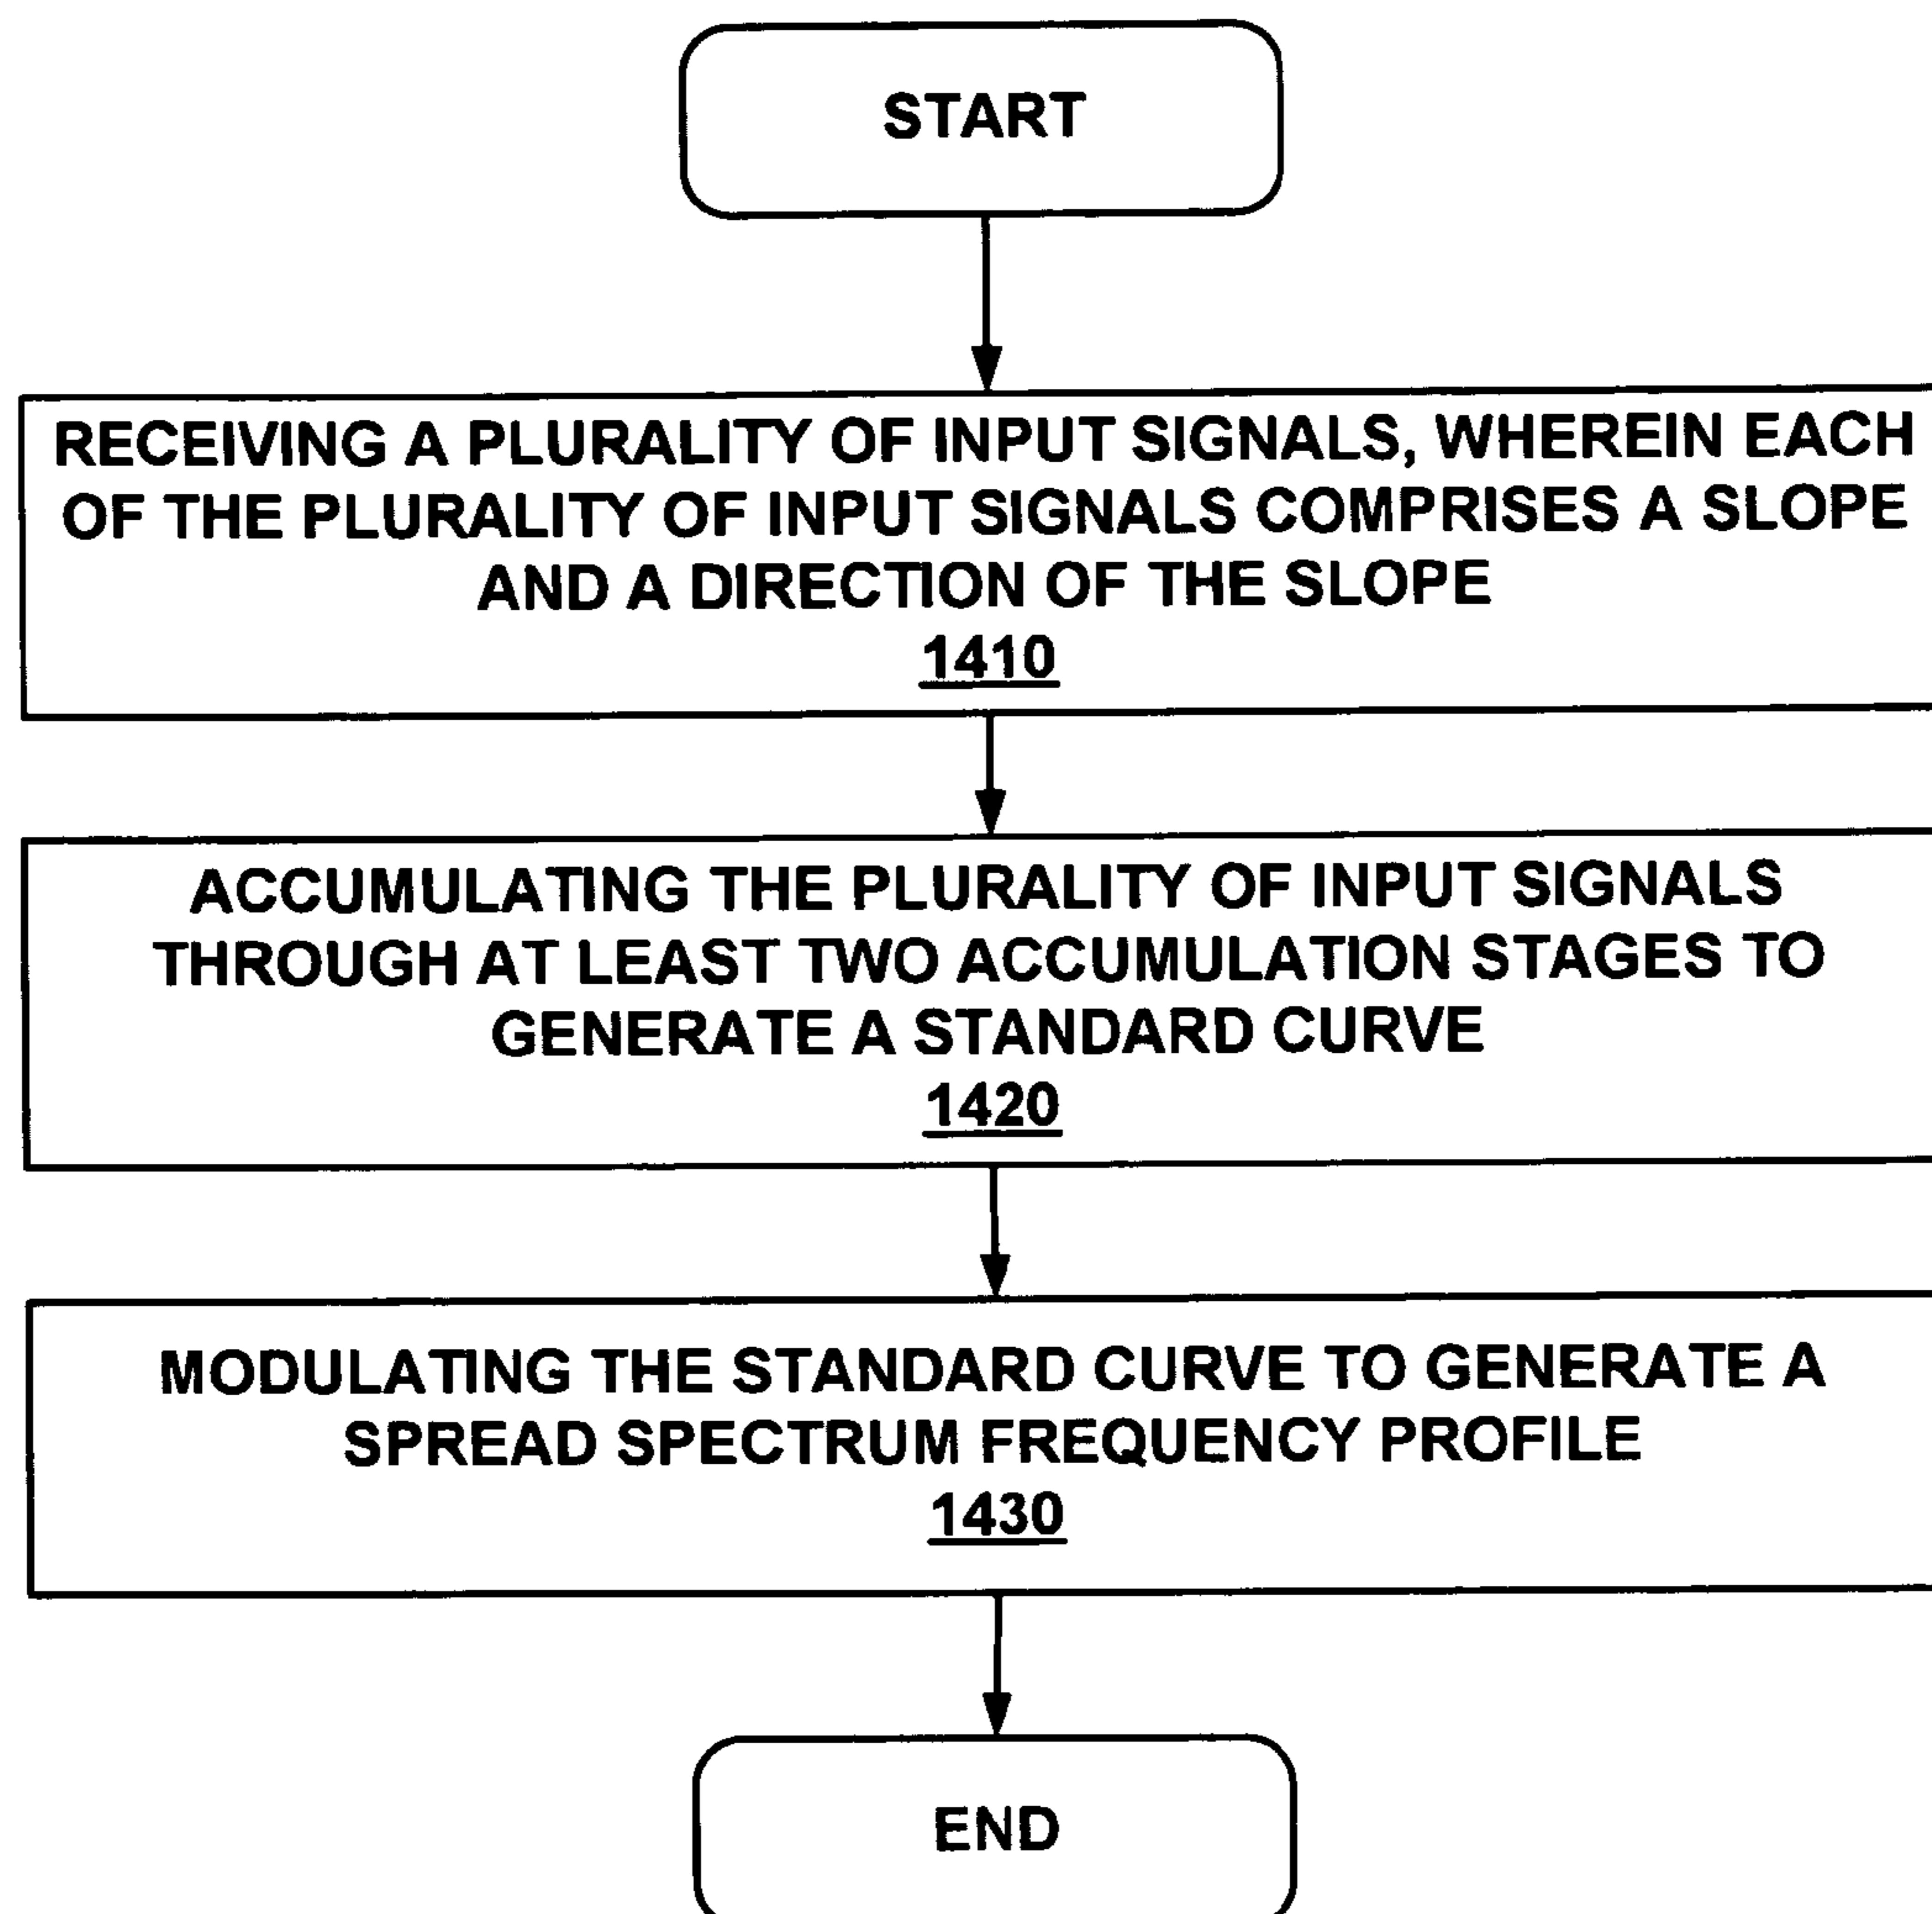 START
RECEIVING A PLURALITY OF INPUT SIGNALS, WHEREIN EACH
OF THE PLURALITY OF INPUT SIGNALS COMPRISES A SLOPE
AND A DIRECTION OF THE SLOPE
1410
ACCUMULATING THE PLURALITY OF INPUT SIGNALS
THROUGH AT LEAST TWO ACCUMULATION STAGES TO
GENERATE A STANDARD CURVE
1420
MODULATING THE STANDARD CURVE TO GENERATE A
SPREAD SPECTRUM FREQUENCY PROFILE
1430
END